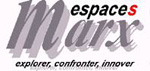 espaces
Marx
explorer, confronter, innover